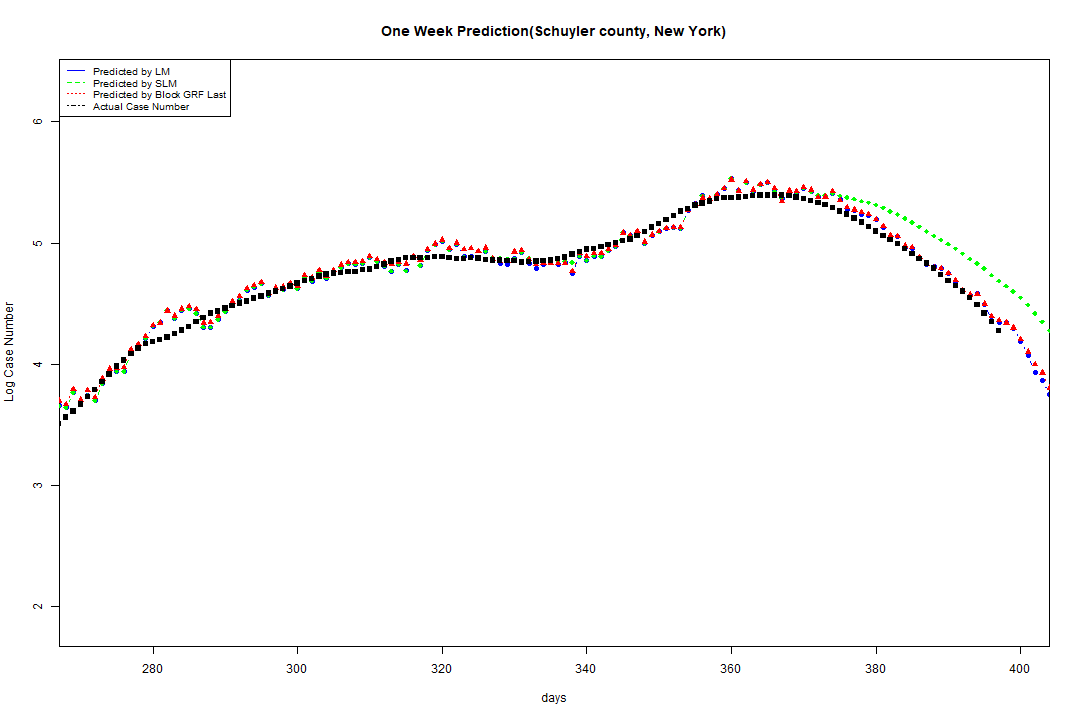 One Week Prediction(Schuyler county, New York)
Predicted by LM
Predicted by SLM
Predicted by Block GRF Last
Actual Case Number
6
5
4
3
2
Log Case Number
280 300 320 340 360 380 400
days